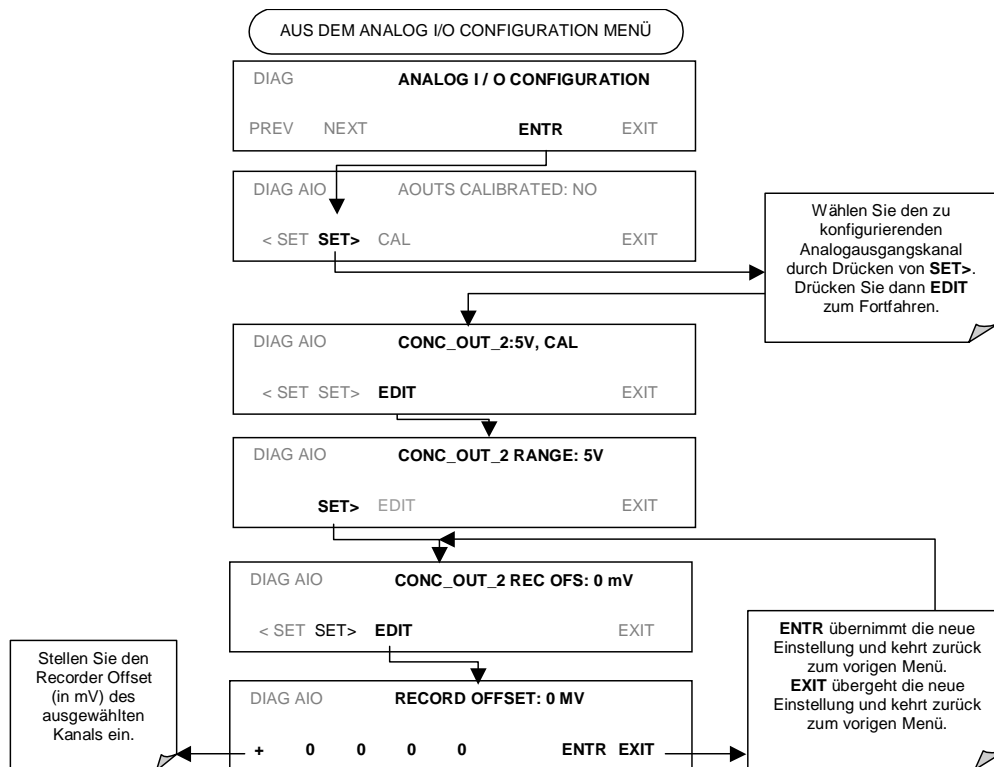 AUS DEM ANALOG I/O CONFIGURATION MENÜ
DIAG ANALOG I / O CONFIGURATION
PREV NEXT ENTR EXIT
DIAG AIO AOUTS CALIBRATED: NO
< SET SET> CAL EXIT
Wählen Sie den zu
konfigurierenden
Analogausgangskanal
durch Drücken von SET>.
Drücken Sie dann EDIT
zum Fortfahren.
DIAG AIO CONC_OUT_2:5V, CAL
< SET SET> EDIT EXIT
DIAG AIO CONC_OUT_2 RANGE: 5V
SET> EDIT EXIT
DIAG AIO CONC_OUT_2 REC OFS: 0 mV
< SET SET> EDIT EXIT
ENTR übernimmt die neue
Einstellung und kehrt zurück
zum vorigen Menü.
EXIT übergeht die neue
Einstellung und kehrt zurück
zum vorigen Menü.
Stellen Sie den
Recorder Offset
(in mV) des
ausgewählten
Kanals ein.
DIAG AIO RECORD OFFSET: 0 MV
+ 0 0 0 0 ENTR EXIT